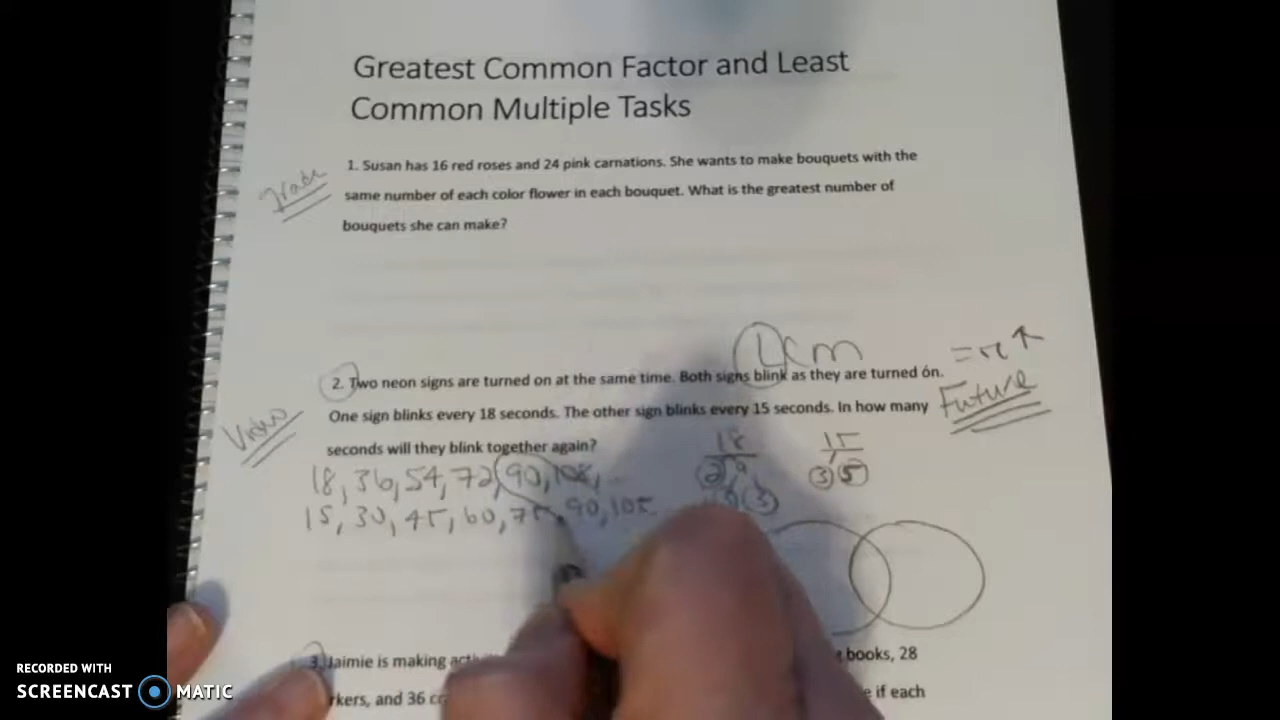 Greatest Common Factor and Least
Common Multiple Tasks
1. Susan has 16 red roses and 24 pink carnations. She wants to make bouquets with the
same number of each color flower in each bouquet. What is the greatest number of
bouquets she can make?
LCM
2. Two neon signs are turned on at the same time. Both signs blink as they are turned on.
One sign blinks every 18 seconds. The other sign blinks every 15 seconds. In how many
Future
Video
seconds will they blink together again?
18 15
18, 36, 54, 72, 90, 108,
2 9 3 5
15, 30, 45, 60, 75, 90, 105
3
3. Jaimie is making
books, 28
and 36
if each
RECORDED WITH
SCREENCAST MATIC